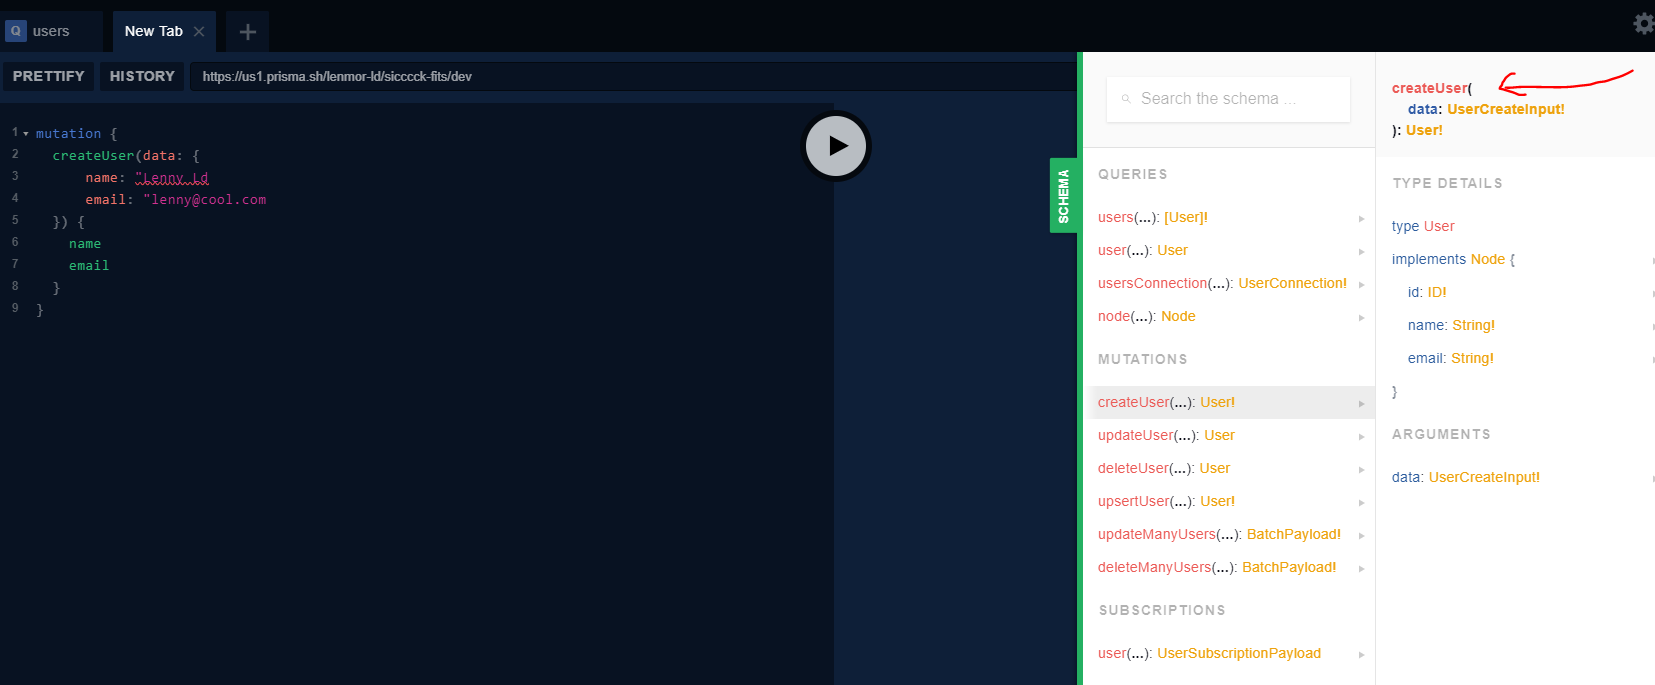 Q users
New Tab
PRETTIFY
HISTORY
https://us1.prisma.sh/lenmor-ld/sicccck-fits/dev
1 mutation {
2 createUser(data: {
3 name: "Lenny Ld
4 email: "lenny@cool.com
5 }) {
6 name
7 email
8 }
9 }
SCHEMA
Search the schema ...
QUERIES
users(...): [User]!
user(...): User
usersConnection(...): UserConnection!
node(...): Node
MUTATIONS
createUser(...): User!
updateUser(...): User
deleteUser(...): User
upsertUser(...): User!
updateManyUsers(...): BatchPayload!
deleteManyUsers(...): BatchPayload!
SUBSCRIPTIONS
user(...): UserSubscriptionPayload
createUser(
data: UserCreateInput!
): User!
TYPE DETAILS
type User
implements Node {
id: ID!
name: String!
email: String!
}
ARGUMENTS
data: UserCreateInput!